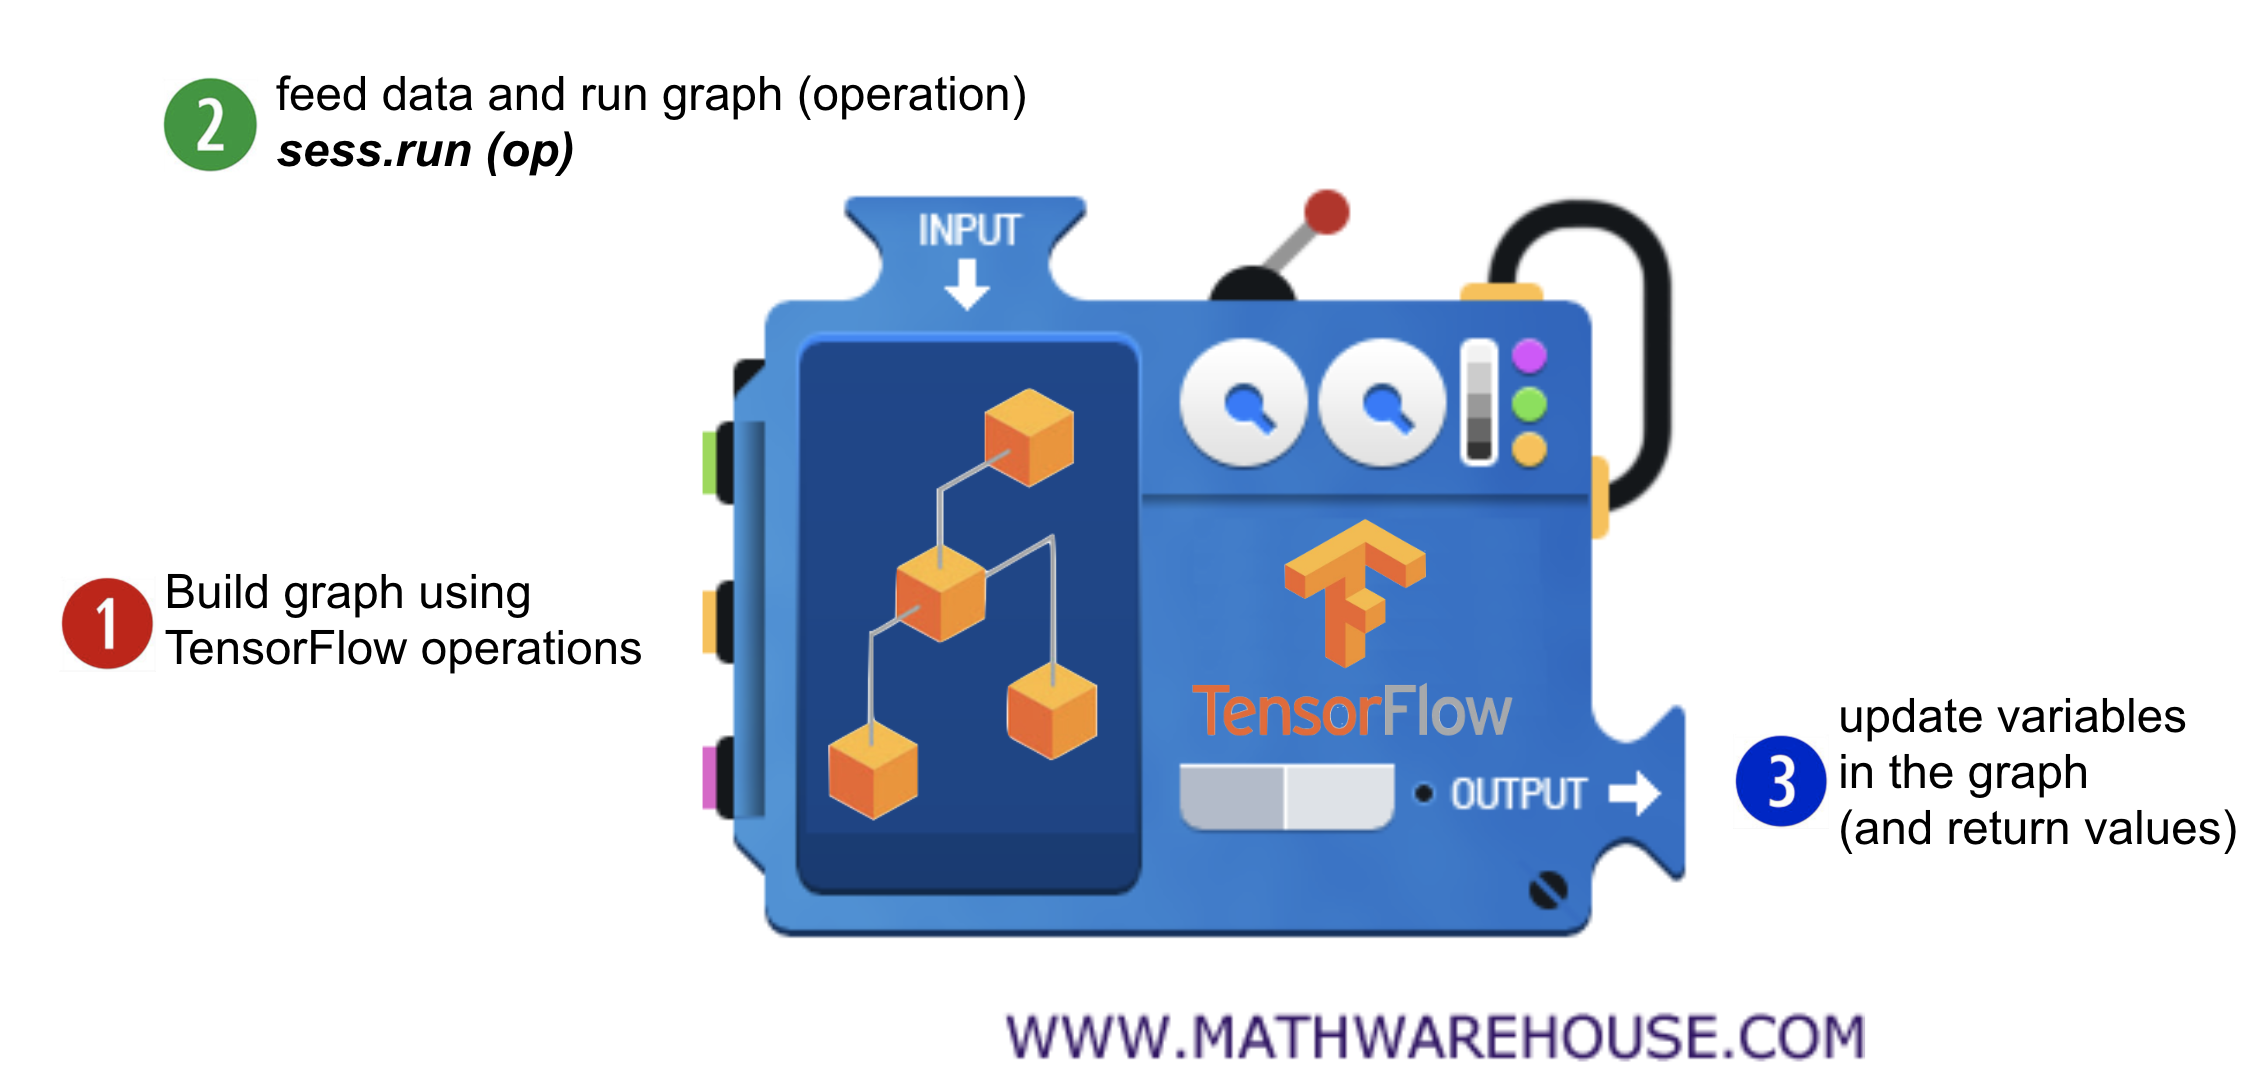 2
feed data and run graph (operation)
sess.run (op)
INPUT
1
Build graph using
TensorFlow operations
TensorFlow
OUTPUT
3
update variables
in the graph
(and return values)
WWW.MATHWAREHOUSE.COM